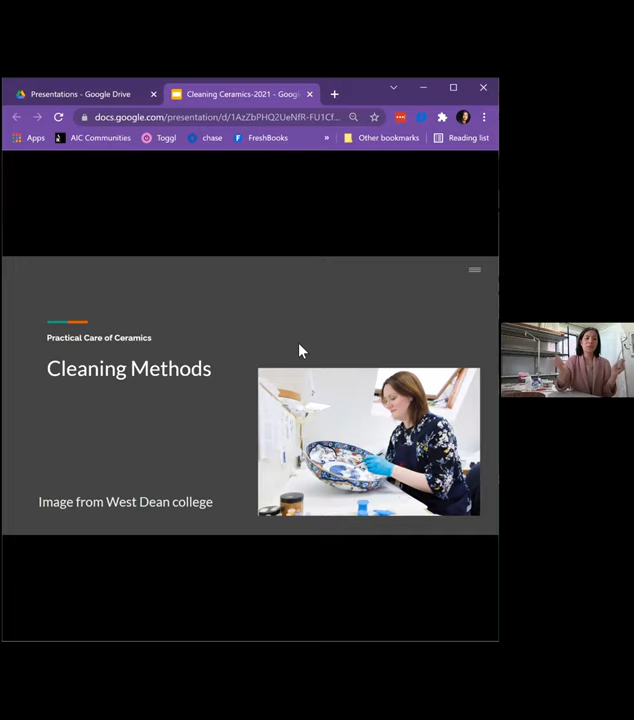 Presentations - Google Drive
Cleaning Ceramics-2021 - Googl
docs.google.com/presentation/d/1AzZbPHQ2UeNfR-FU1Cf...
Apps
AIC Communities
Toggl
chase
FreshBooks
»
Other bookmarks
Reading list
Practical Care of Ceramics
Cleaning Methods
Image from West Dean college